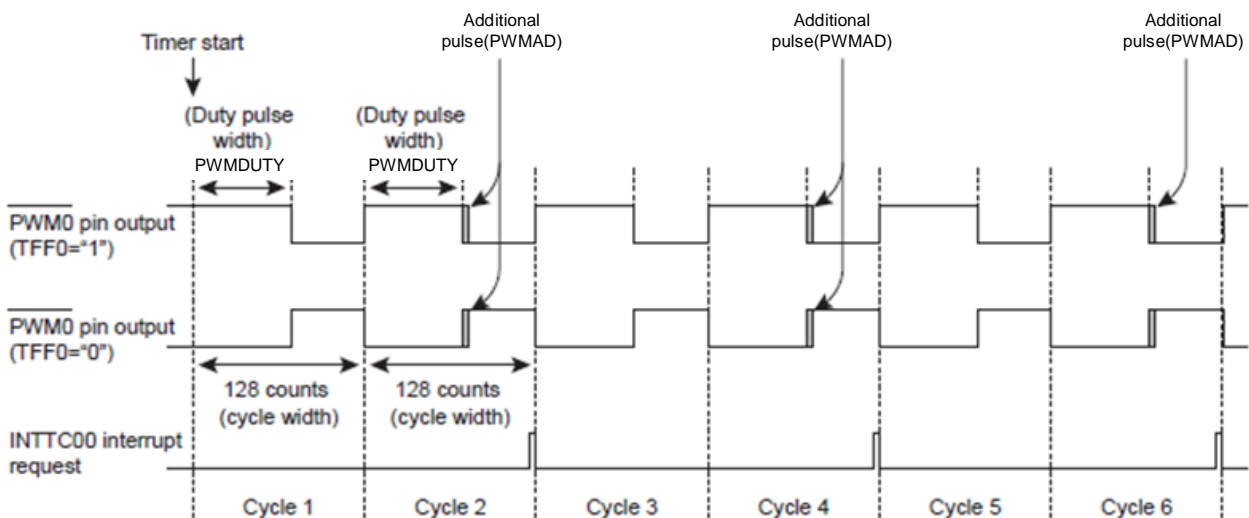 Additional
pulse(PWMAD)
Additional
pulse(PWMAD)
Additional
pulse(PWMAD)
Timer start
(Duty pulse
width)
PWMDUTY
(Duty pulse
width)
PWMDUTY
PWM0 pin output
(TFF0=“1”)
PWM0 pin output
(TFF0=“0”)
128 counts
(cycle width)
128 counts
(cycle width)
INTTC00 interrupt
request
Cycle 1
Cycle 2
Cycle 3
Cycle 4
Cycle 5
Cycle 6